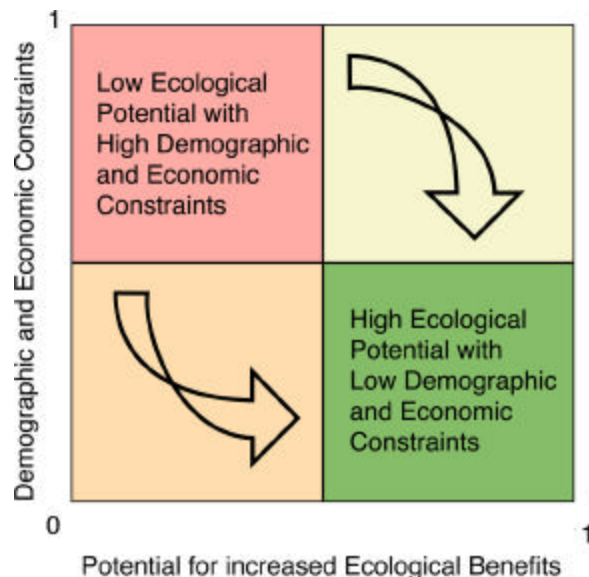 1
Demographic and Economic Constraints
Low Ecological
Potential with
High Demographic
and Economic
Constraints
High Ecological
Potential with
Low Demographic
and Economic
Constraints
0
1
Potential for increased Ecological Benefits